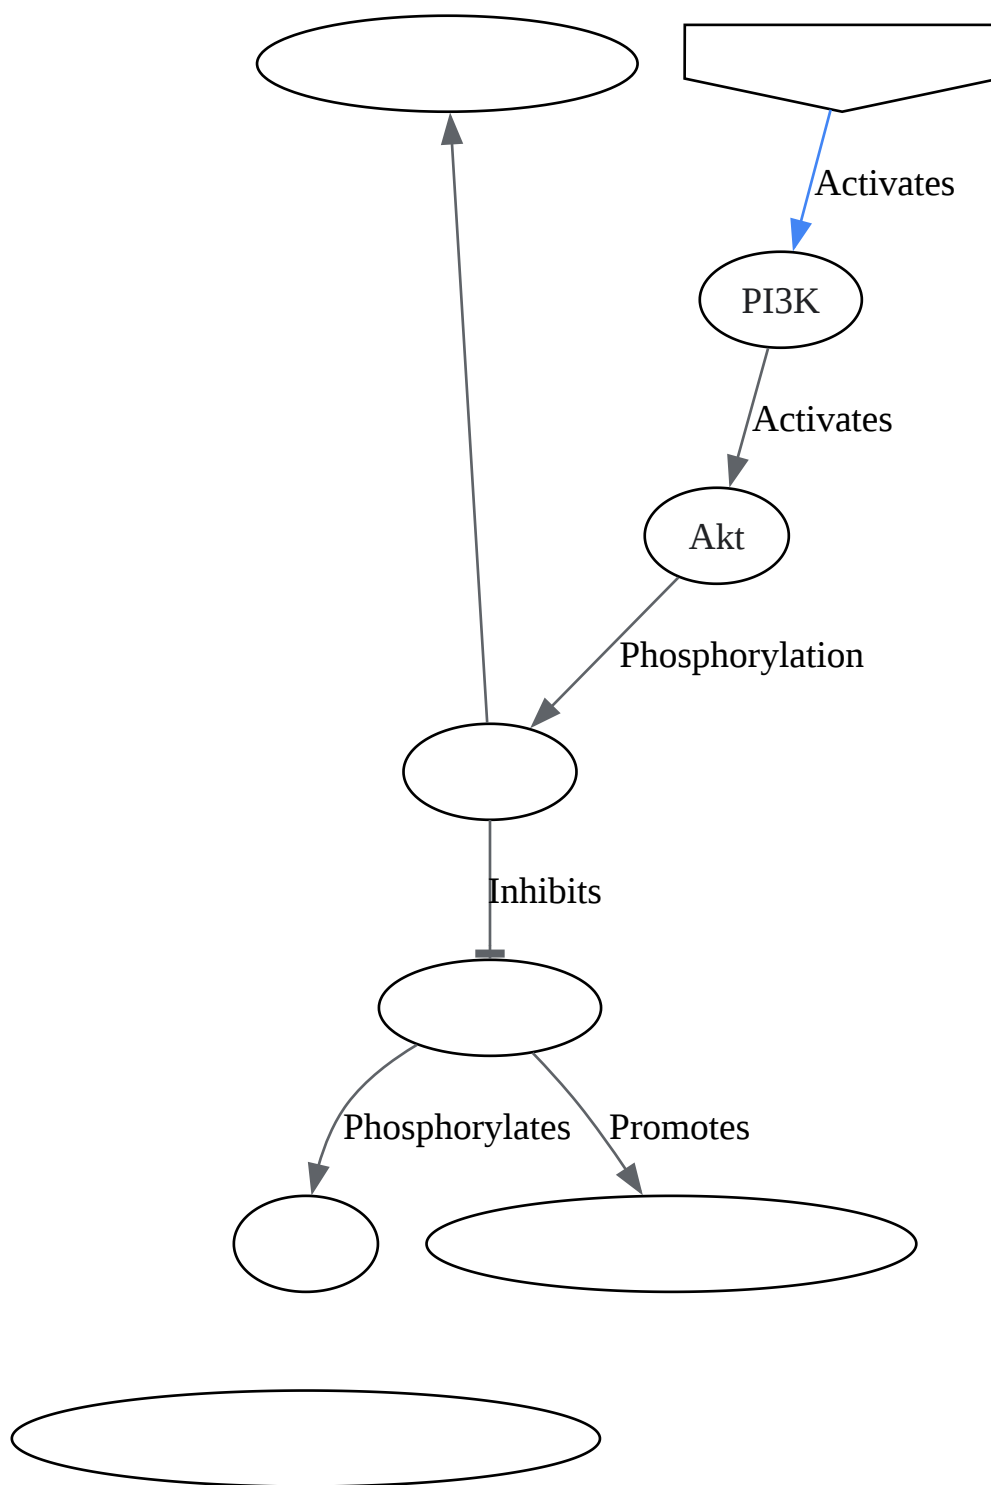 Activates
PI3K
Activates
Akt
Phosphorylation
Inhibits
Phosphorylates
Promotes